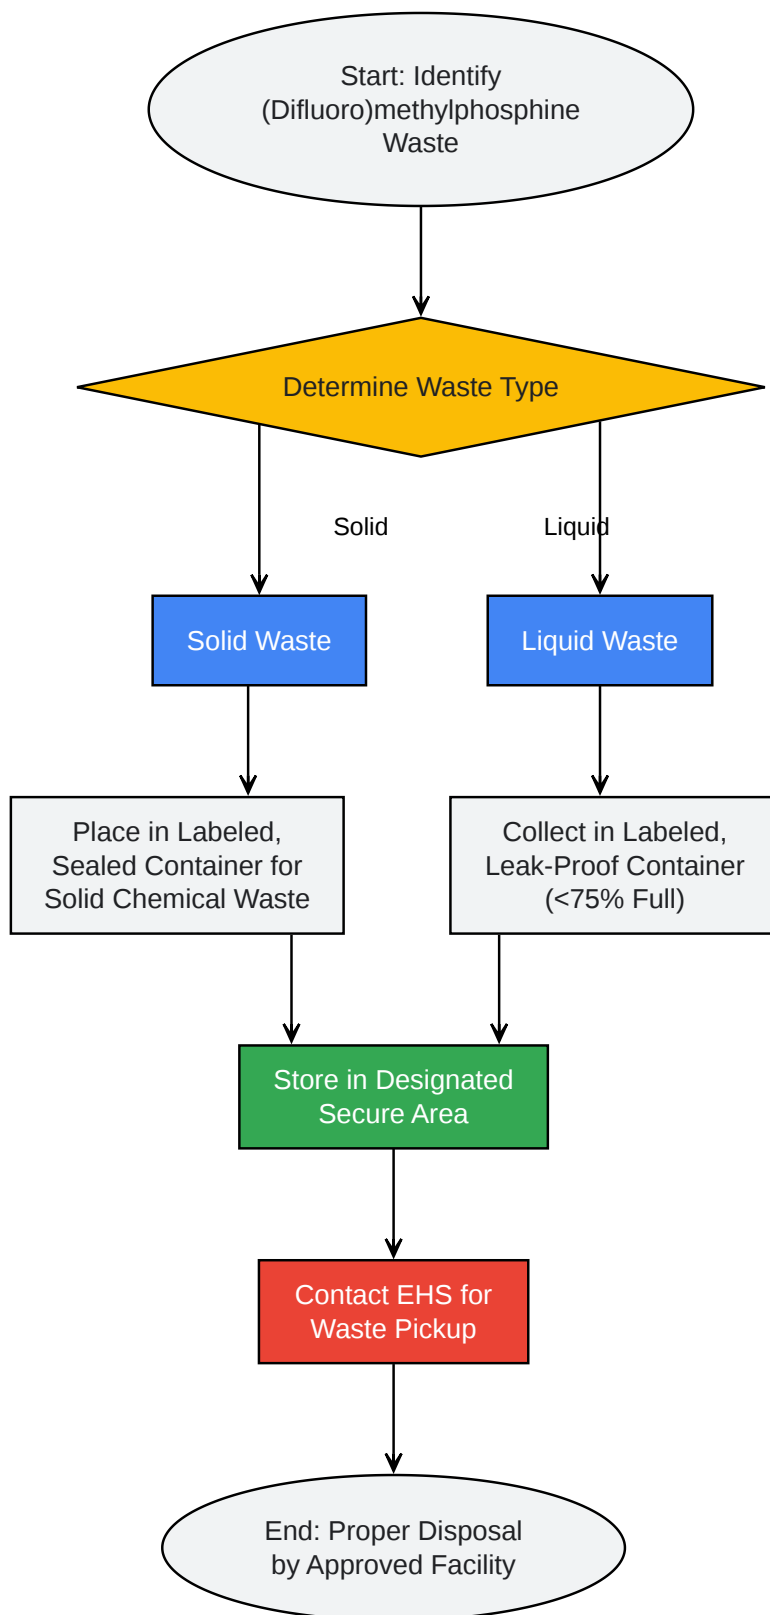 Start: Identify
(Difluoro)methylphosphine
Waste
Determine Waste Type
Solid
Liquid
Solid Waste
Liquid Waste
Place in Labeled,
Sealed Container for
Solid Chemical Waste
Collect in Labeled,
Leak-Proof Container
(<75% Full)
Store in Designated
Secure Area
Contact EHS for
Waste Pickup
End: Proper Disposal
by Approved Facility